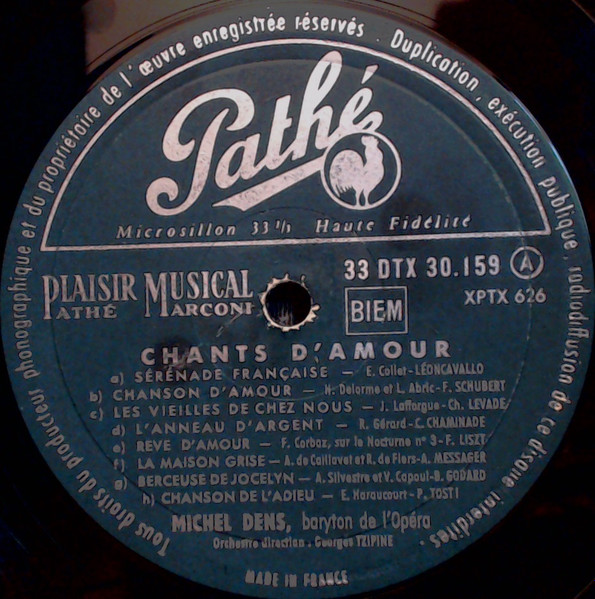 Tous droits du producteur phonographique et du propriétaire de l'œuvre enregistrée réservés. Duplication, exécution publique, radiodiffusion de ce disque interdites.
Pathé
Microsillon 33 1/3 Haute Fidélité
PLAISIR MUSICAL
PATHÉ MARCONI
33 DTX 30.159 A
BIEM
XPTX 626
CHANTS D'AMOUR
a) SÉRÉNADE FRANÇAISE — E. Collet-LÉONCAVALLO
b) CHANSON D'AMOUR — H. Delorme et L. Abric-F. SCHUBERT
c) LES VIEILLES DE CHEZ NOUS — J. Lafforgue-Ch. LEVADÉ
d) L'ANNEAU D'ARGENT — R. Gérard-C. CHAMINADE
e) REVE D'AMOUR — F. Corbaz, sur le Nocturne n° 3-F. LISZT
f) LA MAISON GRISE — A. de Caillavet et R. de Flers-A. MESSAGER
g) BERCEUSE DE JOCELYN — A. Silvestre et V. Capoul-B. GODARD
h) CHANSON DE L'ADIEU — E. Haraucourt-P. TOSTI
MICHEL DENS, baryton de l'Opéra
Orchestre direction : Georges TZIPINE
MADE IN FRANCE